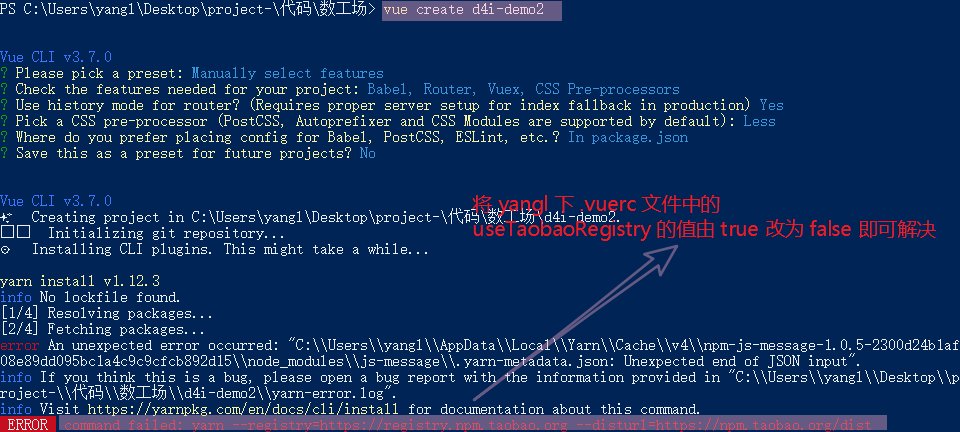 PS C:\Users\yangl\Desktop\project-\代码\数工场> vue create d4i-demo2
Vue CLI v3.7.0
? Please pick a preset: Manually select features
? Check the features needed for your project: Babel, Router, Vuex, CSS Pre-processors
? Use history mode for router? (Requires proper server setup for index fallback in production) Yes
? Pick a CSS pre-processor (PostCSS, Autoprefixer and CSS Modules are supported by default): Less
? Where do you prefer placing config for Babel, PostCSS, ESLint, etc.? In package.json
? Save this as a preset for future projects? No
Vue CLI v3.7.0
Creating project in C:\Users\yangl\Desktop\project-\代码\数工场\d4i-demo2.
Initializing git repository...
Installing CLI plugins. This might take a while...
将 yangl 下 .vuerc 文件中的
useTaobaoRegistry 的值由 true 改为 false 即可解决
yarn install v1.12.3
info No lockfile found.
[1/4] Resolving packages...
[2/4] Fetching packages...
error An unexpected error occurred: "C:\\Users\\yangl\\AppData\\Local\\Yarn\\Cache\\v4\\npm-js-message-1.0.5-2300d24b1af
08e89dd095bc1a4c9c9cfcb892d15\\node_modules\\js-message\\.yarn-metadata.json: Unexpected end of JSON input".
info If you think this is a bug, please open a bug report with the information provided in "C:\\Users\\yangl\\Desktop\\p
roject-\\代码\\数工场\\d4i-demo2\\yarn-error.log".
info Visit https://yarnpkg.com/en/docs/cli/install for documentation about this command.
ERROR command failed: yarn --registry=https://registry.npm.taobao.org --disturl=https://npm.taobao.org/dist